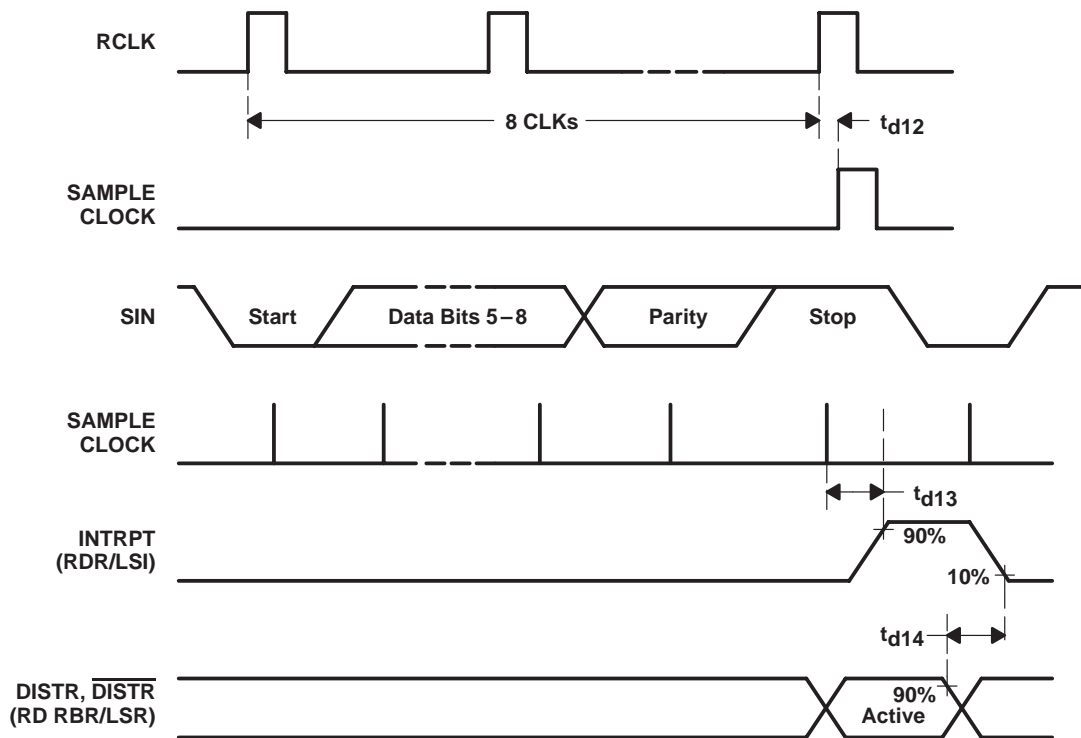 RCLK
8 CLKs
td12
SAMPLE
CLOCK
SIN
Start
Data Bits 5–8
Parity
Stop
SAMPLE
CLOCK
td13
INTRPT
(RDR/LSI)
90%
10%
td14
DISTR, DISTR
(RD RBR/LSR)
90%
Active